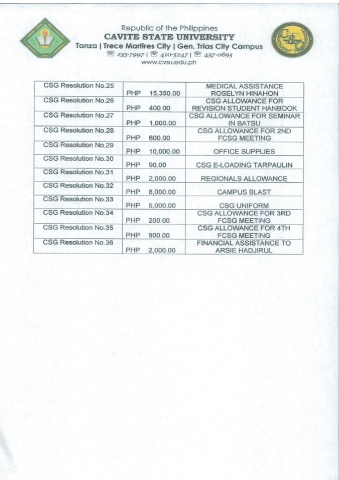 Republic of the Philippines
CAVITE STATE UNIVERSITY
Tanza | Trece Martires City | Gen. Trias City Campus
☏ 235-7997 | ☏ 410-5247 | ☏ 437-0693
www.cvsu.edu.ph
CSG Resolution No.25 PHP 15,350.00 MEDICAL ASSISTANCE
ROSELYN HINAHON
CSG Resolution No.26 PHP 400.00 CSG ALLOWANCE FOR
REVISION STUDENT HANBOOK
CSG Resolution No.27 PHP 1,000.00 CSG ALLOWANCE FOR SEMINAR
IN BATSU
CSG Resolution No.28 PHP 600.00 CSG ALLOWANCE FOR 2ND
FCSG MEETING
CSG Resolution No.29 PHP 10,000.00 OFFICE SUPPLIES
CSG Resolution No.30 PHP 90.00 CSG E-LOADING TARPAULIN
CSG Resolution No.31 PHP 2,000.00 REGIONALS ALLOWANCE
CSG Resolution No.32 PHP 8,000.00 CAMPUS BLAST
CSG Resolution No.33 PHP 5,000.00 CSG UNIFORM
CSG Resolution No.34 PHP 200.00 CSG ALLOWANCE FOR 3RD
FCSG MEETING
CSG Resolution No.35 PHP 900.00 CSG ALLOWANCE FOR 4TH
FCSG MEETING
CSG Resolution No.36 PHP 2,000.00 FINANCIAL ASSISTANCE TO
ARSIE HADJIRUL